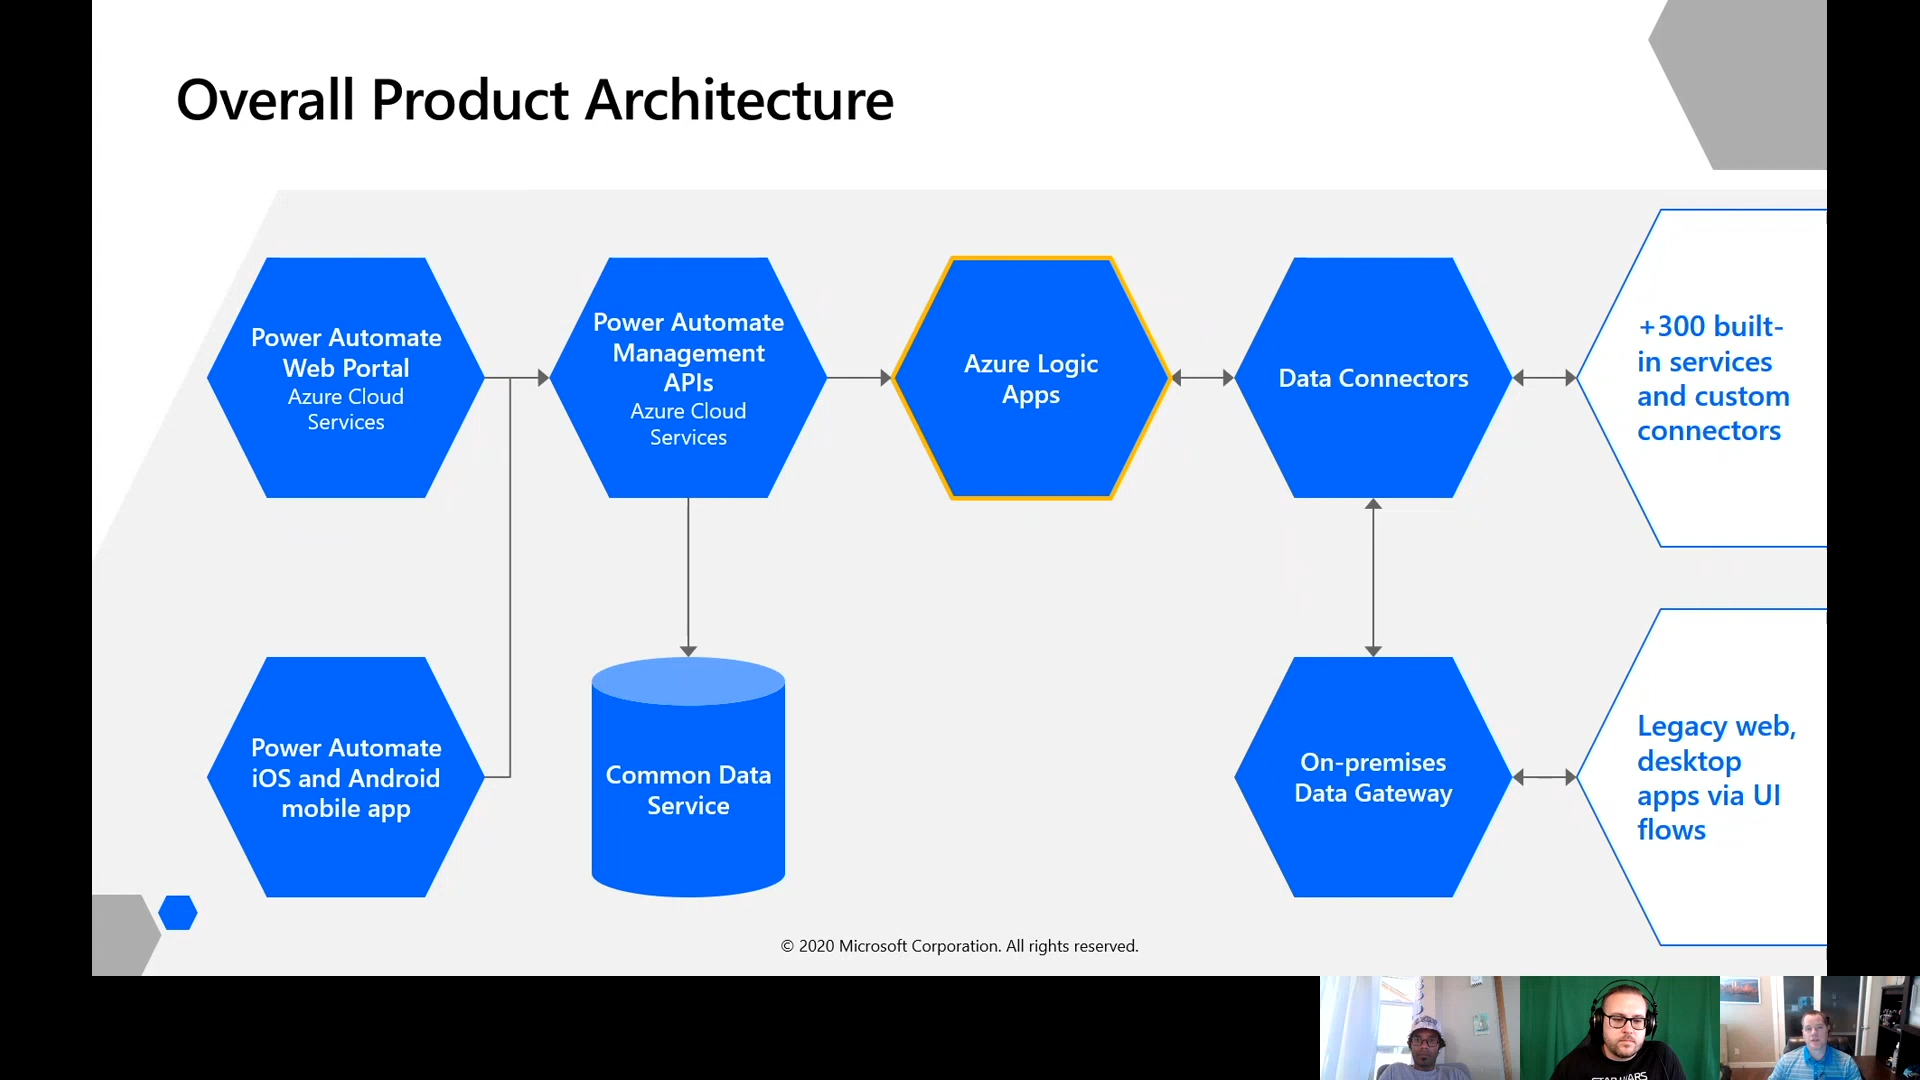 Overall Product Architecture
Power Automate
Web Portal
Azure Cloud
Services
Power Automate
Management
APIs
Azure Cloud
Services
Azure Logic
Apps
Data Connectors
+300 built-
in services
and custom
connectors
Power Automate
iOS and Android
mobile app
Common Data
Service
On-premises
Data Gateway
Legacy web,
desktop
apps via UI
flows
© 2020 Microsoft Corporation. All rights reserved.
STAR WARS